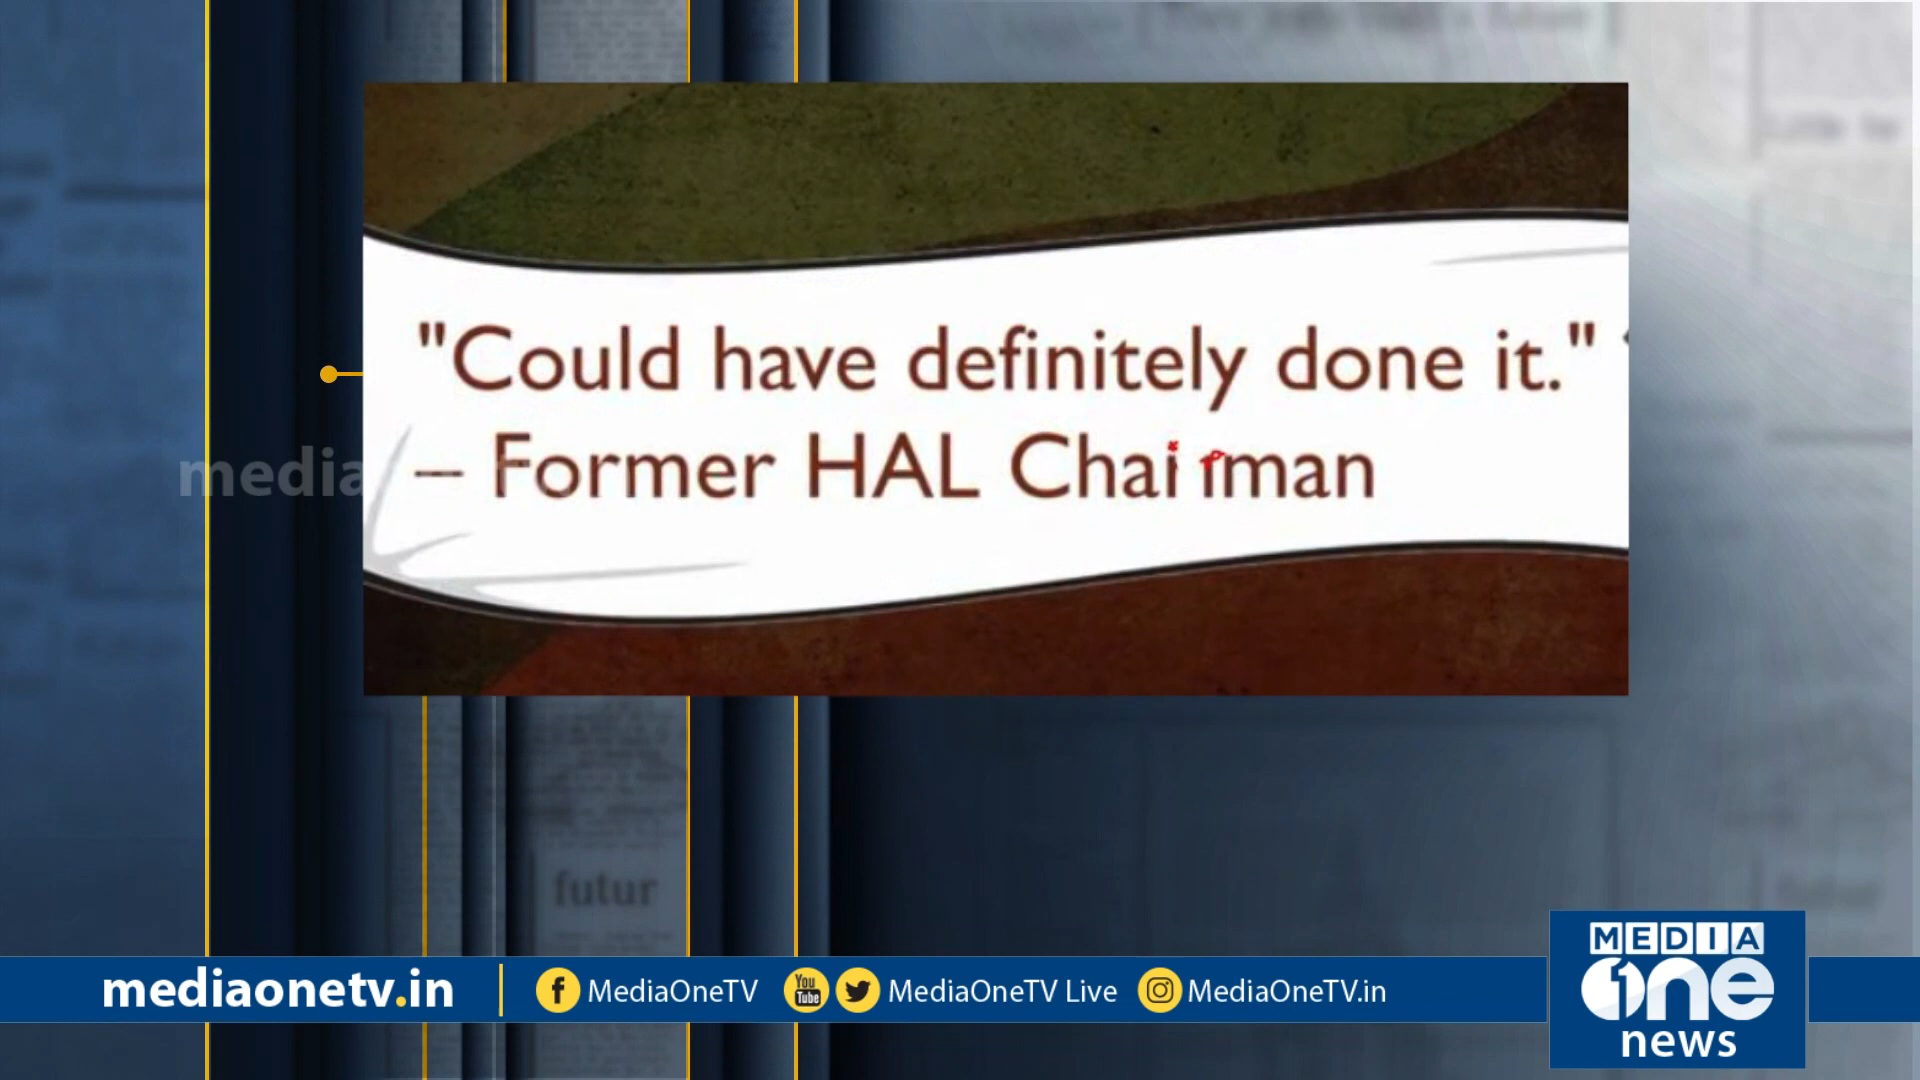 "Could have definitely done it."
– Former HAL Chairman
media
futur
mediaonetv.in
MediaOneTV
You
Tube
MediaOneTV Live
MediaOneTV.in
MEDIA
one
news